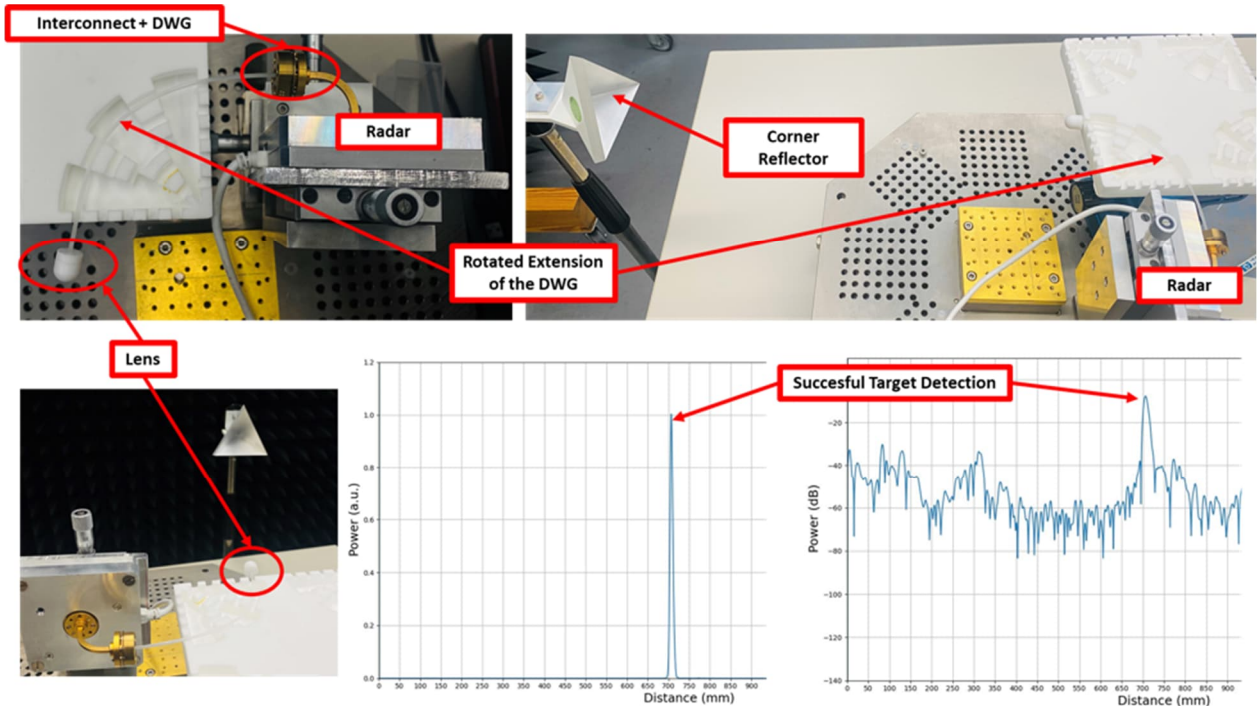 Interconnect + DWG
Radar
Corner
Reflector
Rotated Extension
of the DWG
Radar
Lens
Succesful Target Detection
1.2
1.0
0.8
0.6
0.4
0.2
0.0
Power (a.u.)
0 50 100 150 200 250 300 350 400 450 500 550 600 650 700 750 800 850 900
Distance (mm)
−20
−40
−60
−80
−100
−120
−140
Power (dB)
0 50 100 150 200 250 300 350 400 450 500 550 600 650 700 750 800 850 900
Distance (mm)